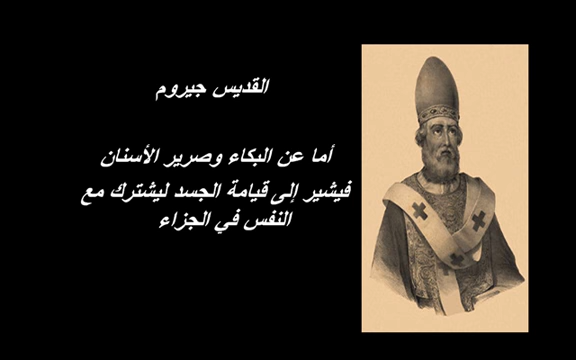 القديس جيروم
أما عن البكاء وصرير الأسنان
فيشير إلى قيامة الجسد ليشترك مع
النفس في الجزاء